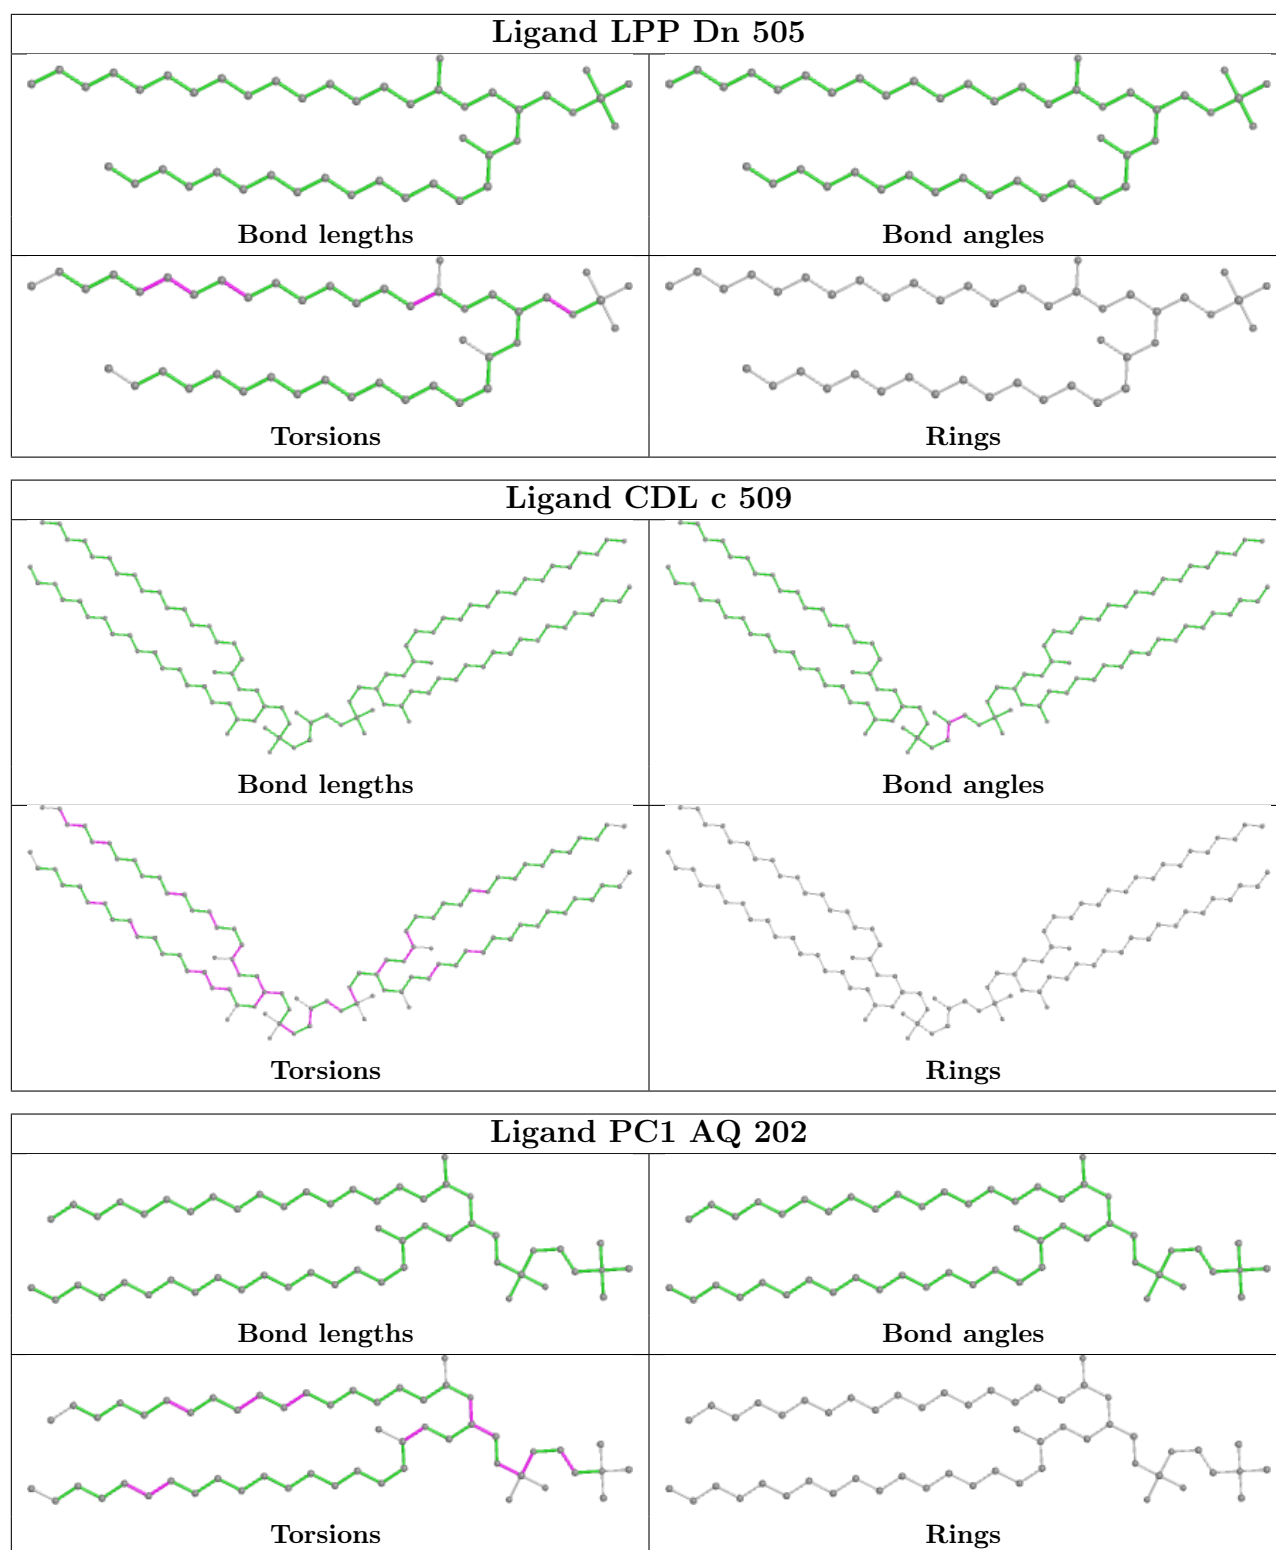 Ligand LPP Dn 505
Bond lengths
Bond angles
Torsions
Rings
Ligand CDL c 509
Bond lengths
Bond angles
Torsions
Rings
Ligand PC1 AQ 202
Bond lengths
Bond angles
Torsions
Rings